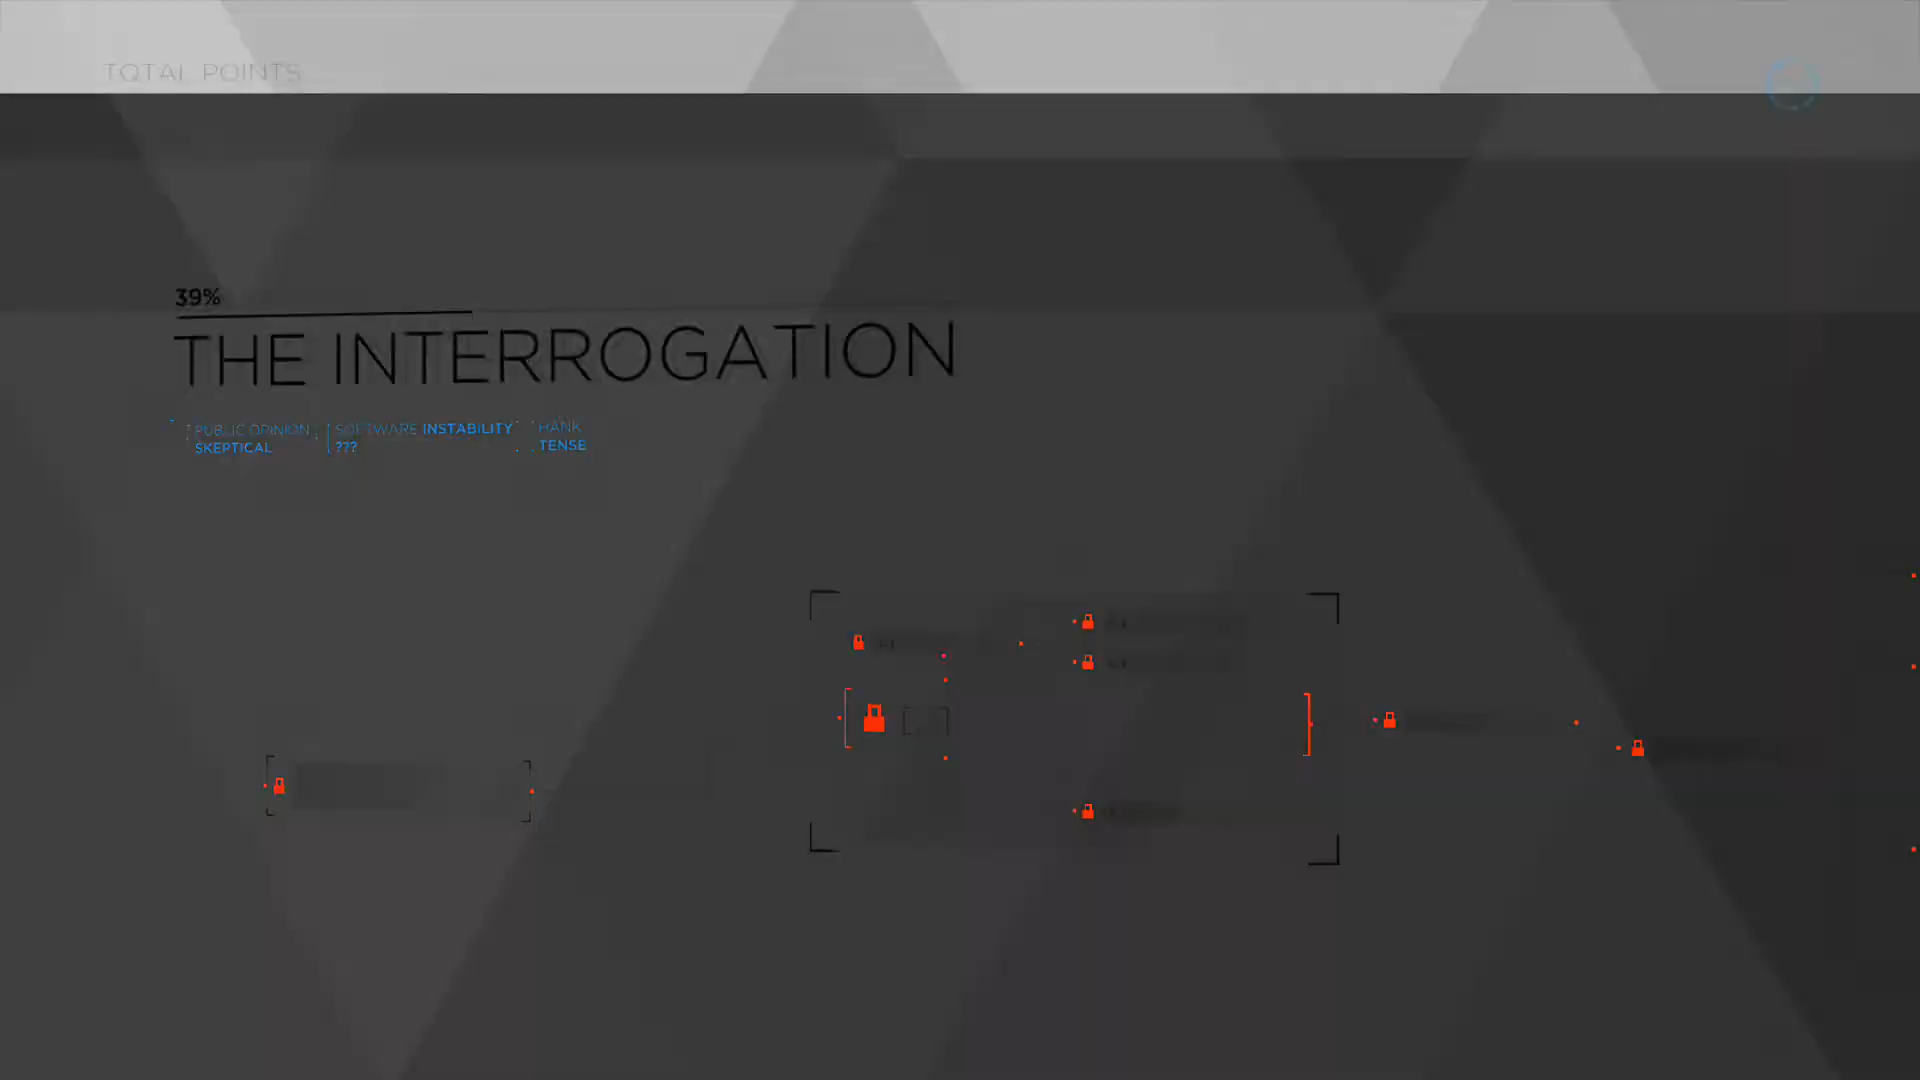 TOTAL POINTS
39%
THE INTERROGATION
PUBLIC OPINION
SKEPTICAL
SOFTWARE INSTABILITY
???
HANK
TENSE